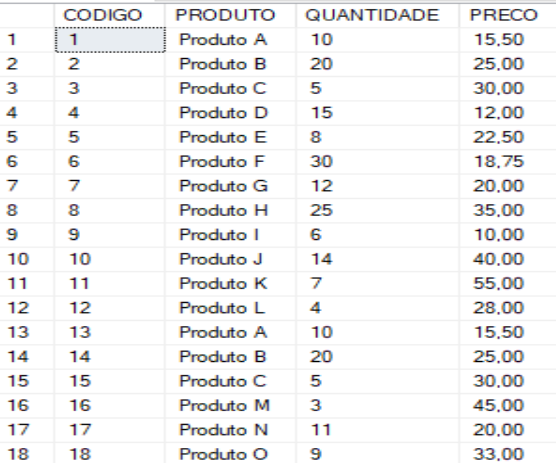 CODIGO PRODUTO QUANTIDADE PRECO
1 1 Produto A 10 15,50
2 2 Produto B 20 25,00
3 3 Produto C 5 30,00
4 4 Produto D 15 12,00
5 5 Produto E 8 22,50
6 6 Produto F 30 18,75
7 7 Produto G 12 20,00
8 8 Produto H 25 35,00
9 9 Produto I 6 10,00
10 10 Produto J 14 40,00
11 11 Produto K 7 55,00
12 12 Produto L 4 28,00
13 13 Produto A 10 15,50
14 14 Produto B 20 25,00
15 15 Produto C 5 30,00
16 16 Produto M 3 45,00
17 17 Produto N 11 20,00
18 18 Produto O 9 33,00